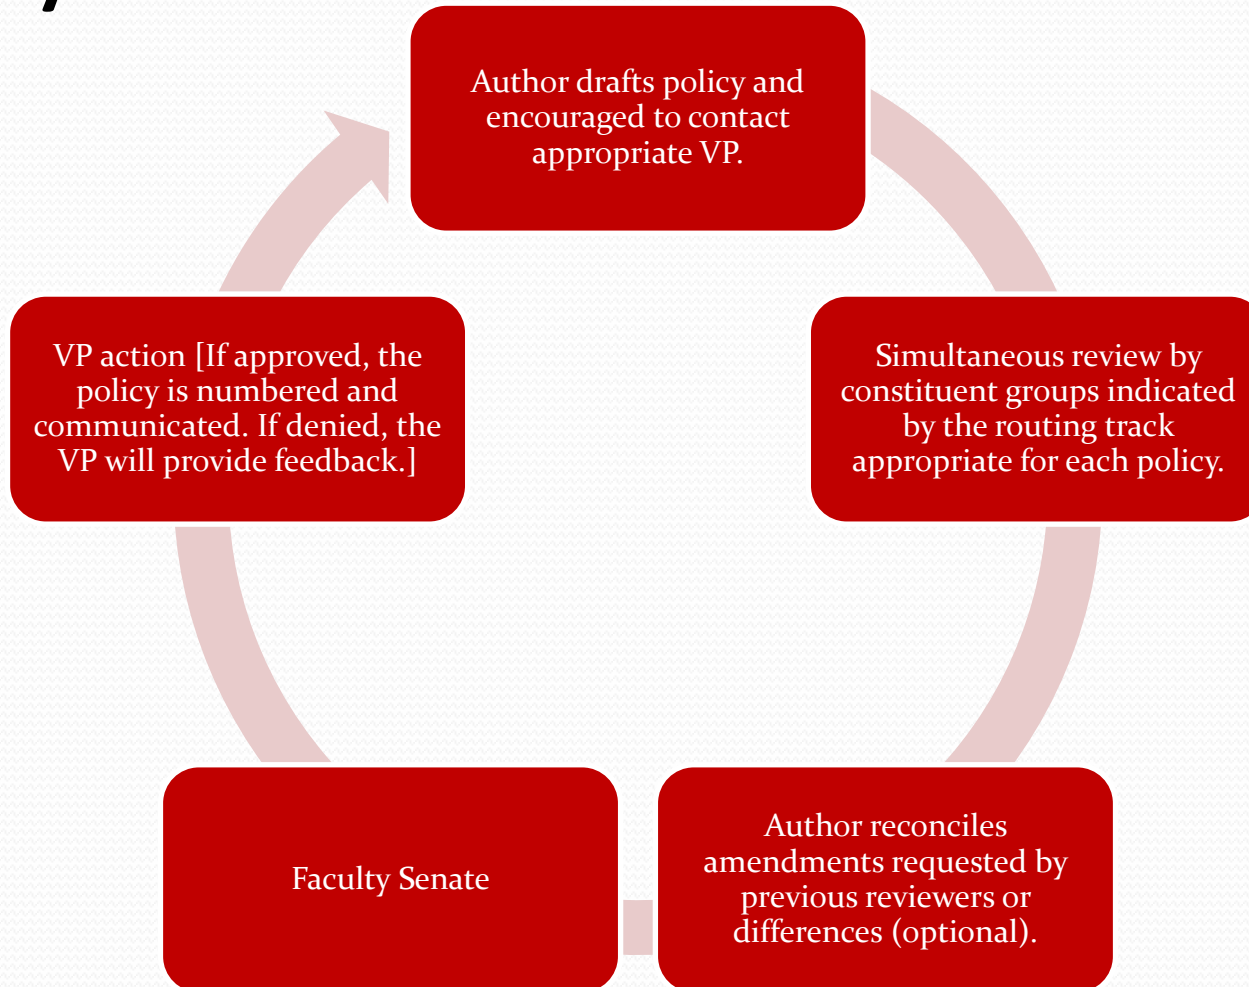 Author drafts policy and
encouraged to contact
appropriate VP.
Simultaneous review by
constituent groups indicated
by the routing track
appropriate for each policy.
Author reconciles
amendments requested by
previous reviewers or
differences (optional).
Faculty Senate
VP action [If approved, the
policy is numbered and
communicated. If denied, the
VP will provide feedback.]